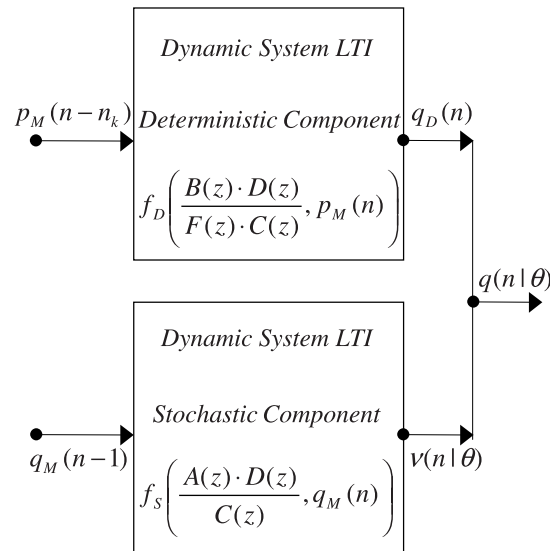 Dynamic System LTI
p_M(n−n_k) Deterministic Component q_D(n)
f_D(B(z)·D(z)/F(z)·C(z), p_M(n))
q(n|θ)
Dynamic System LTI
Stochastic Component
q_M(n−1) ν(n|θ)
f_S(A(z)·D(z)/C(z), q_M(n))